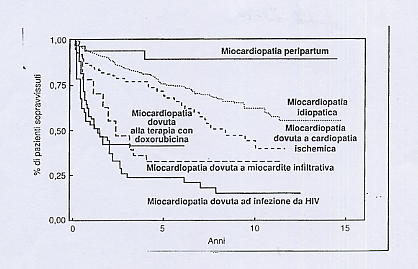 Miocardiopatia peripartum
Miocardiopatia
idiopatica
Miocardiopatia
dovuta a cardiopatia
ischemica
Miocardiopatia
dovuta
alla terapia con
doxorubicina
Miocardiopatia dovuta a miocardite infiltrativa
Miocardiopatia dovuta ad infezione da HIV
% di pazienti sopravvissuti
1,00
0,75
0,50
0,25
0,00
0
5
10
15
Anni